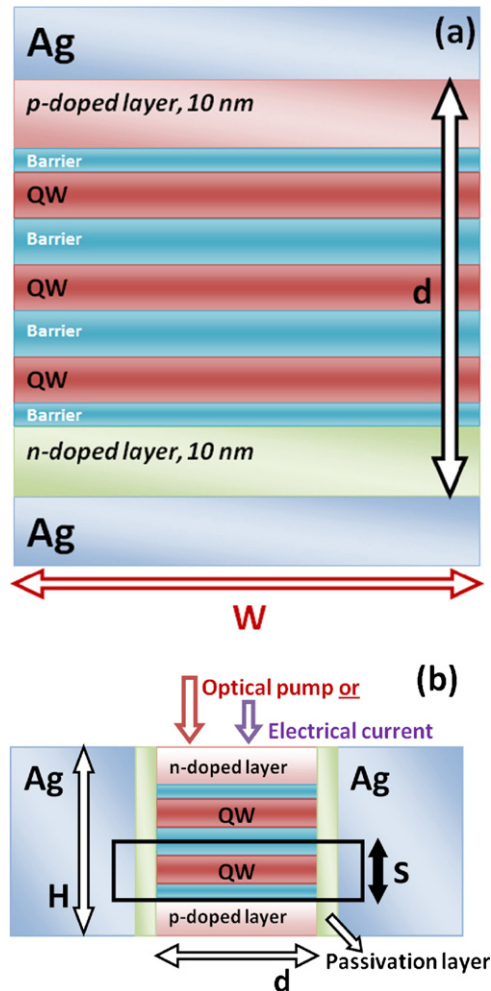 Ag
(a)
p-doped layer, 10 nm
Barrier
QW
Barrier
QW
d
Barrier
QW
Barrier
n-doped layer, 10 nm
Ag
W
(b)
Optical pump or
Electrical current
Ag
n-doped layer
Ag
QW
H
QW
S
p-doped layer
d
Passivation layer